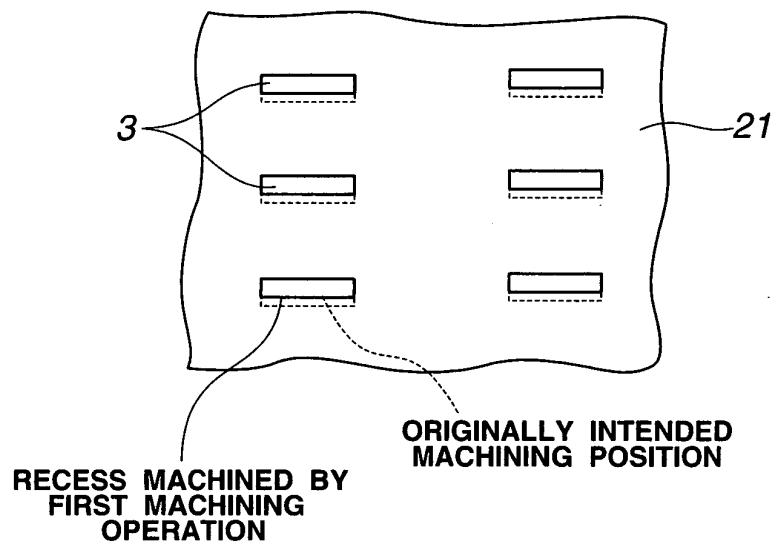 3
21
ORIGINALLY INTENDED
MACHINING POSITION
RECESS MACHINED BY
FIRST MACHINING
OPERATION